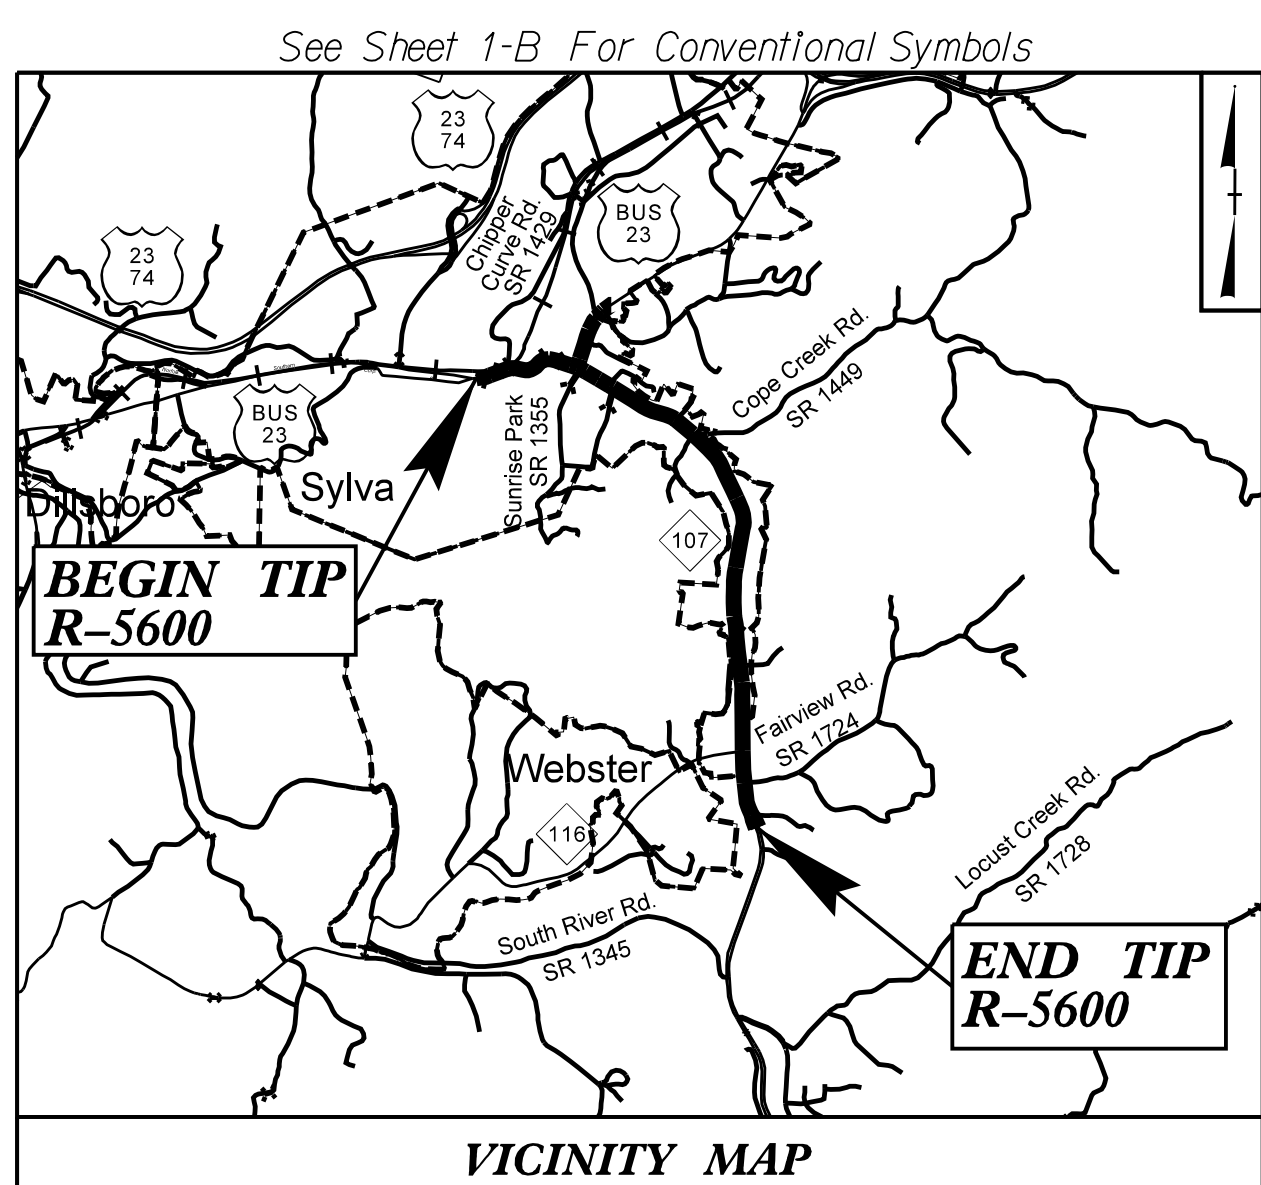 See Sheet 1-B For Conventional Symbols
23
74
23
74
BUS
23
Chipper
Curve Rd.
SR 1429
Cope Creek Rd.
SR 1449
BUS
23
Sunrise Park
SR 1355
Sylva
Dillsboro
107
BEGIN TIP
R–5600
Fairview Rd.
SR 1724
Webster
116
Locust Creek Rd.
SR 1728
South River Rd.
SR 1345
END TIP
R–5600
VICINITY MAP